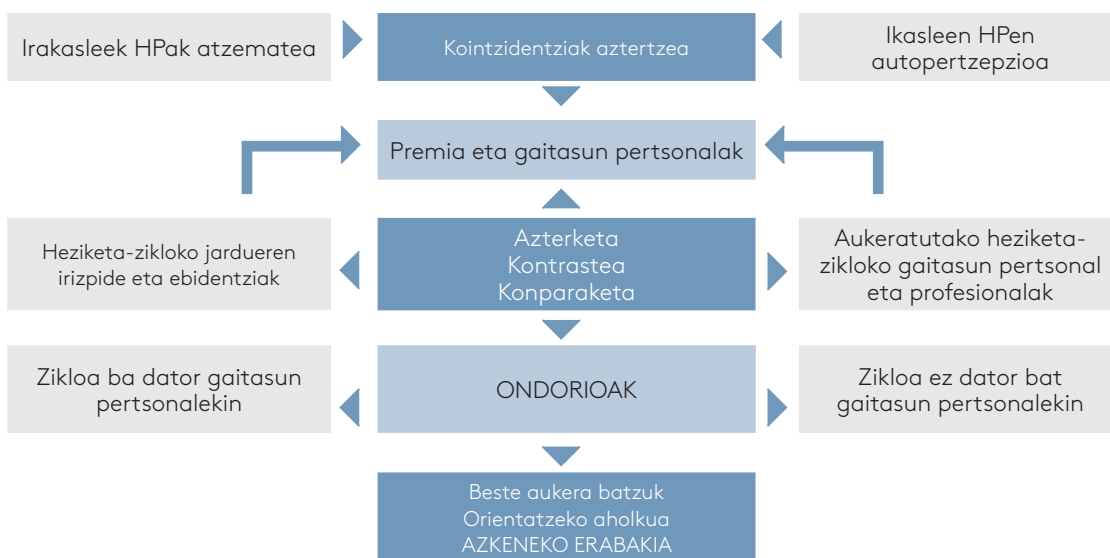 Irakasleek HPak atzematea
Kointzidentziak aztertzea
Ikasleen HPen
autopertzepzioa
Premia eta gaitasun pertsonalak
Heziketa-zikloko jardueren
irizpide eta ebidentziak
Azterketa
Kontrastea
Konparaketa
Aukeratutako heziketa-
zikloko gaitasun pertsonal
eta profesionalak
Zikloa ba dator gaitasun
pertsonalekin
ONDORIOAK
Zikloa ez dator bat
gaitasun pertsonalekin
Beste aukera batzuk
Orientatzeko aholkua
AZKENEKO ERABAKIA